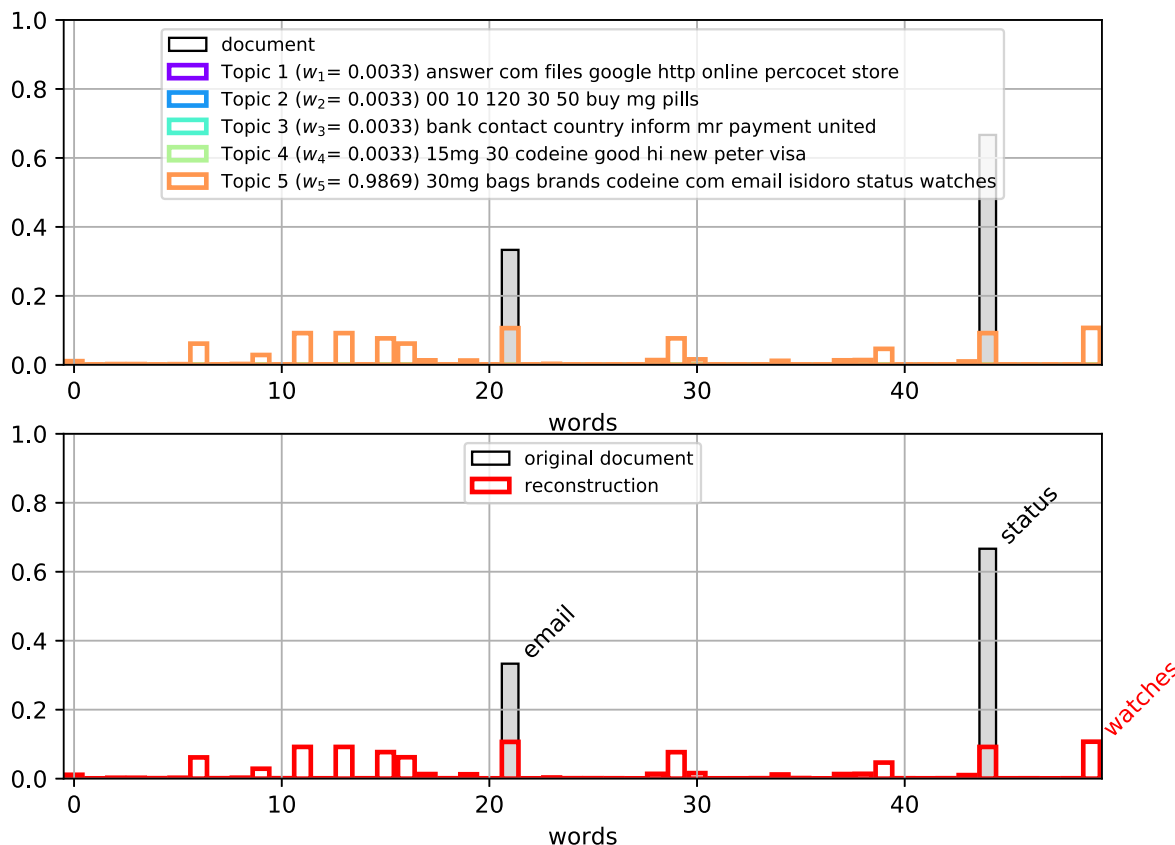 1.0
0.8
0.6
0.4
0.2
0.0
document
Topic 1 (w₁= 0.0033) answer com files google http online percocet store
Topic 2 (w₂= 0.0033) 00 10 120 30 50 buy mg pills
Topic 3 (w₃= 0.0033) bank contact country inform mr payment united
Topic 4 (w₄= 0.0033) 15mg 30 codeine good hi new peter visa
Topic 5 (w₅= 0.9869) 30mg bags brands codeine com email isidoro status watches
0 10 20 30 40
words
1.0
0.8
0.6
0.4
0.2
0.0
original document
reconstruction
email
status
watches
0 10 20 30 40
words